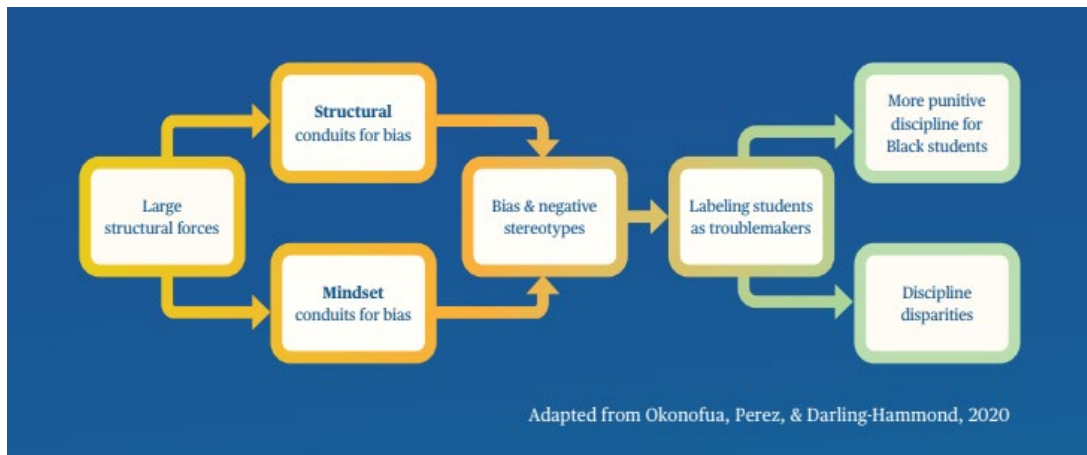 Large
structural forces
Structural
conduits for bias
Mindset
conduits for bias
Bias & negative
stereotypes
Labeling students
as troublemakers
More punitive
discipline for
Black students
Discipline
disparities
Adapted from Okonofua, Perez, & Darling-Hammond, 2020